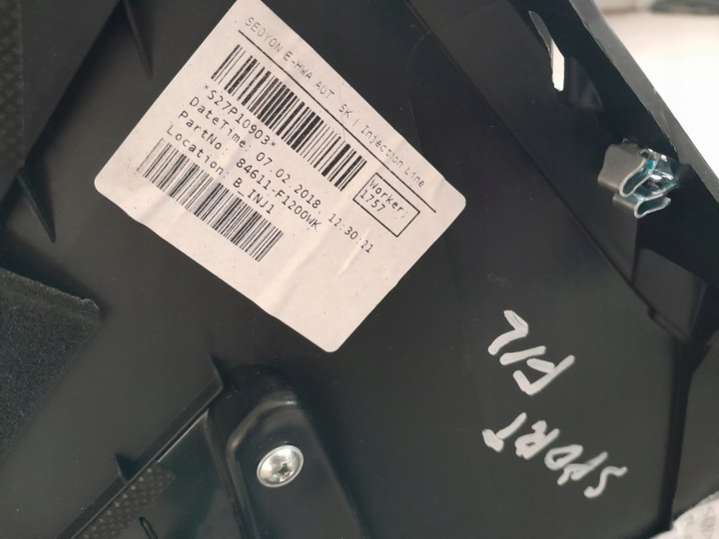 SEOYON E-HWA AUT. SK | Injection Line
*S27P10903*
DateTime: 07.02.2018 11:30:21
PartNo: 84611-F1200WK
Location: B_INJ1
Worker:
1757
SPORT